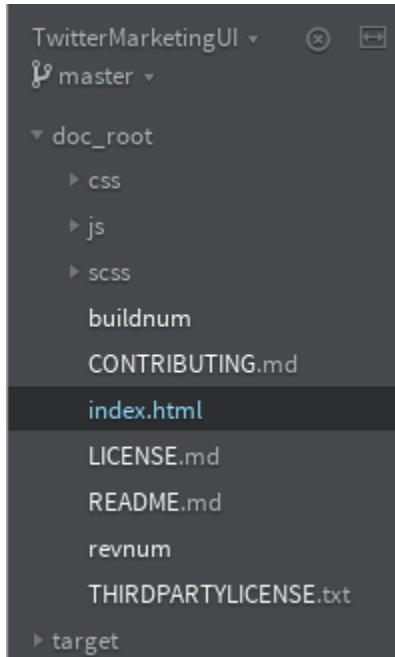 TwitterMarketingUI
master
doc_root
css
js
scss
buildnum
CONTRIBUTING.md
index.html
LICENSE.md
README.md
revnum
THIRDPARTYLICENSE.txt
target